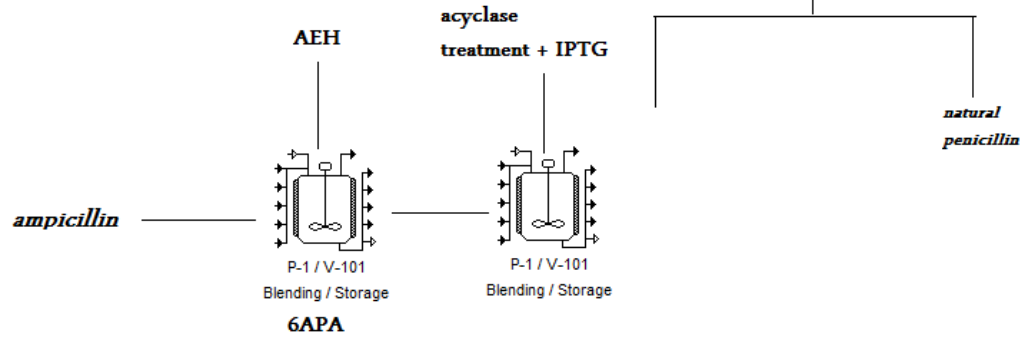 acyclase
treatment + IPTG
AEH
natural
penicillin
ampicillin
P-1 / V-101
Blending / Storage
6APA
P-1 / V-101
Blending / Storage